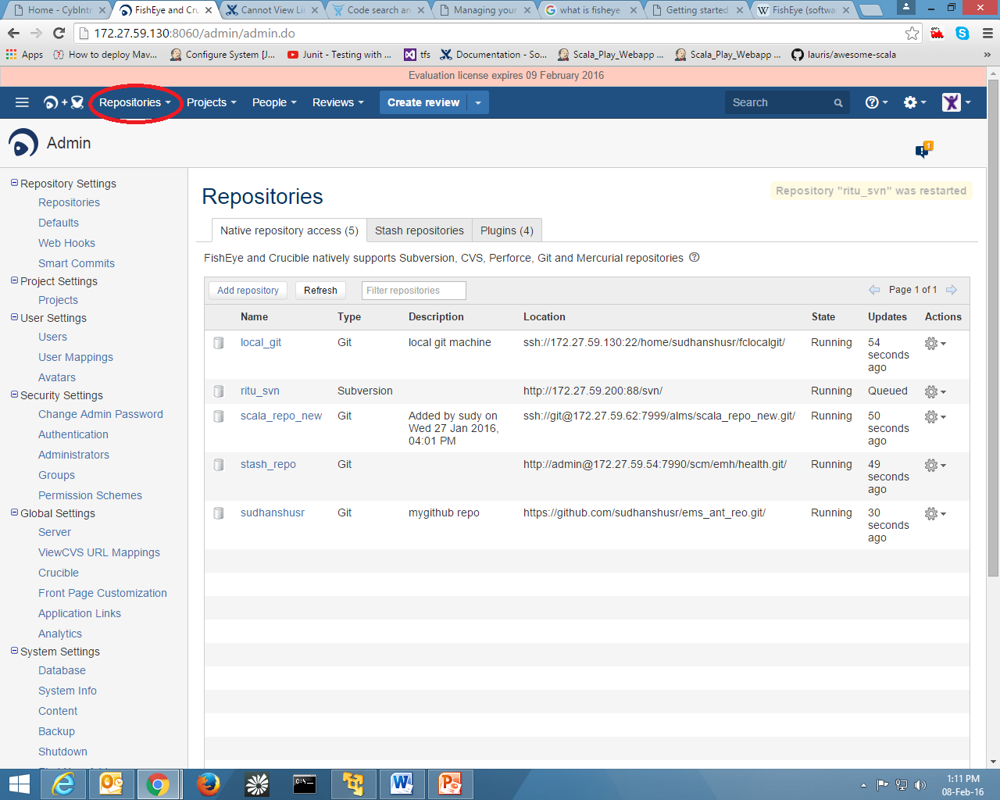 Home - CybIntr
FishEye and Cru
Cannot View Lin
Code search an
Managing your
what is fisheye
Getting started
FishEye (softwa
172.27.59.130:8060/admin/admin.do
Apps
How to deploy Mav...
Configure System [J...
Junit - Testing with ...
tfs
Documentation - So...
Scala_Play_Webapp ...
Scala_Play_Webapp ...
lauris/awesome-scala
»
Evaluation license expires 09 February 2016
Repositories
Projects
People
Reviews
Create review
Search
Admin
1
Repository Settings
Repositories
Defaults
Web Hooks
Smart Commits
Project Settings
Projects
User Settings
Users
User Mappings
Avatars
Security Settings
Change Admin Password
Authentication
Administrators
Groups
Permission Schemes
Global Settings
Server
ViewCVS URL Mappings
Crucible
Front Page Customization
Application Links
Analytics
System Settings
Database
System Info
Content
Backup
Shutdown
Repositories
Repository "ritu_svn" was restarted
Native repository access (5)
Stash repositories
Plugins (4)
FishEye and Crucible natively supports Subversion, CVS, Perforce, Git and Mercurial repositories
Add repository
Refresh
Filter repositories
Page 1 of 1
Name Type Description Location State Updates Actions
local_git Git local git machine ssh://172.27.59.130:22/home/sudhanshusr/fclocalgit/ Running 54
seconds
ago
ritu_svn Subversion http://172.27.59.200:88/svn/ Running Queued
scala_repo_new Git Added by sudy on ssh://git@172.27.59.62:7999/alms/scala_repo_new.git/ Running 50
Wed 27 Jan 2016, seconds
04:01 PM ago
stash_repo Git http://admin@172.27.59.54:7990/scm/emh/health.git/ Running 49
seconds
ago
sudhanshusr Git mygithub repo https://github.com/sudhanshusr/ems_ant_reo.git/ Running 30
seconds
ago
1:11 PM
08-Feb-16